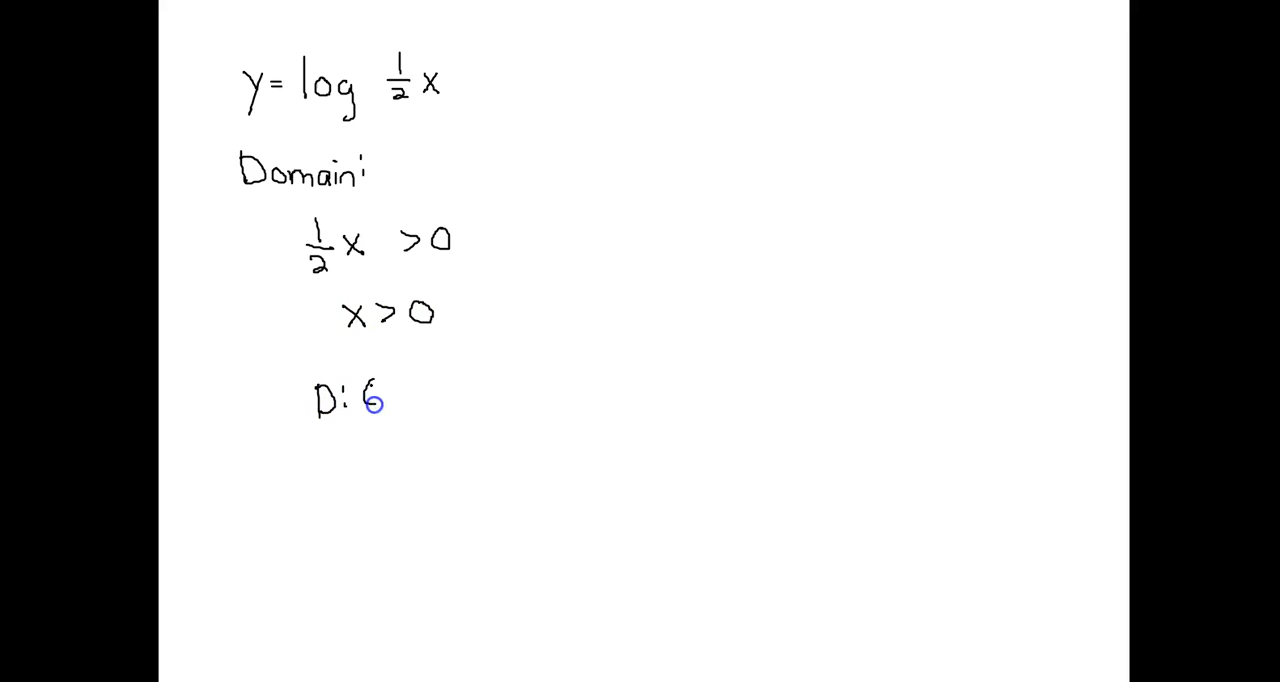 y = log 1/2 x
Domain:
1/2 x > 0
x > 0
D: (